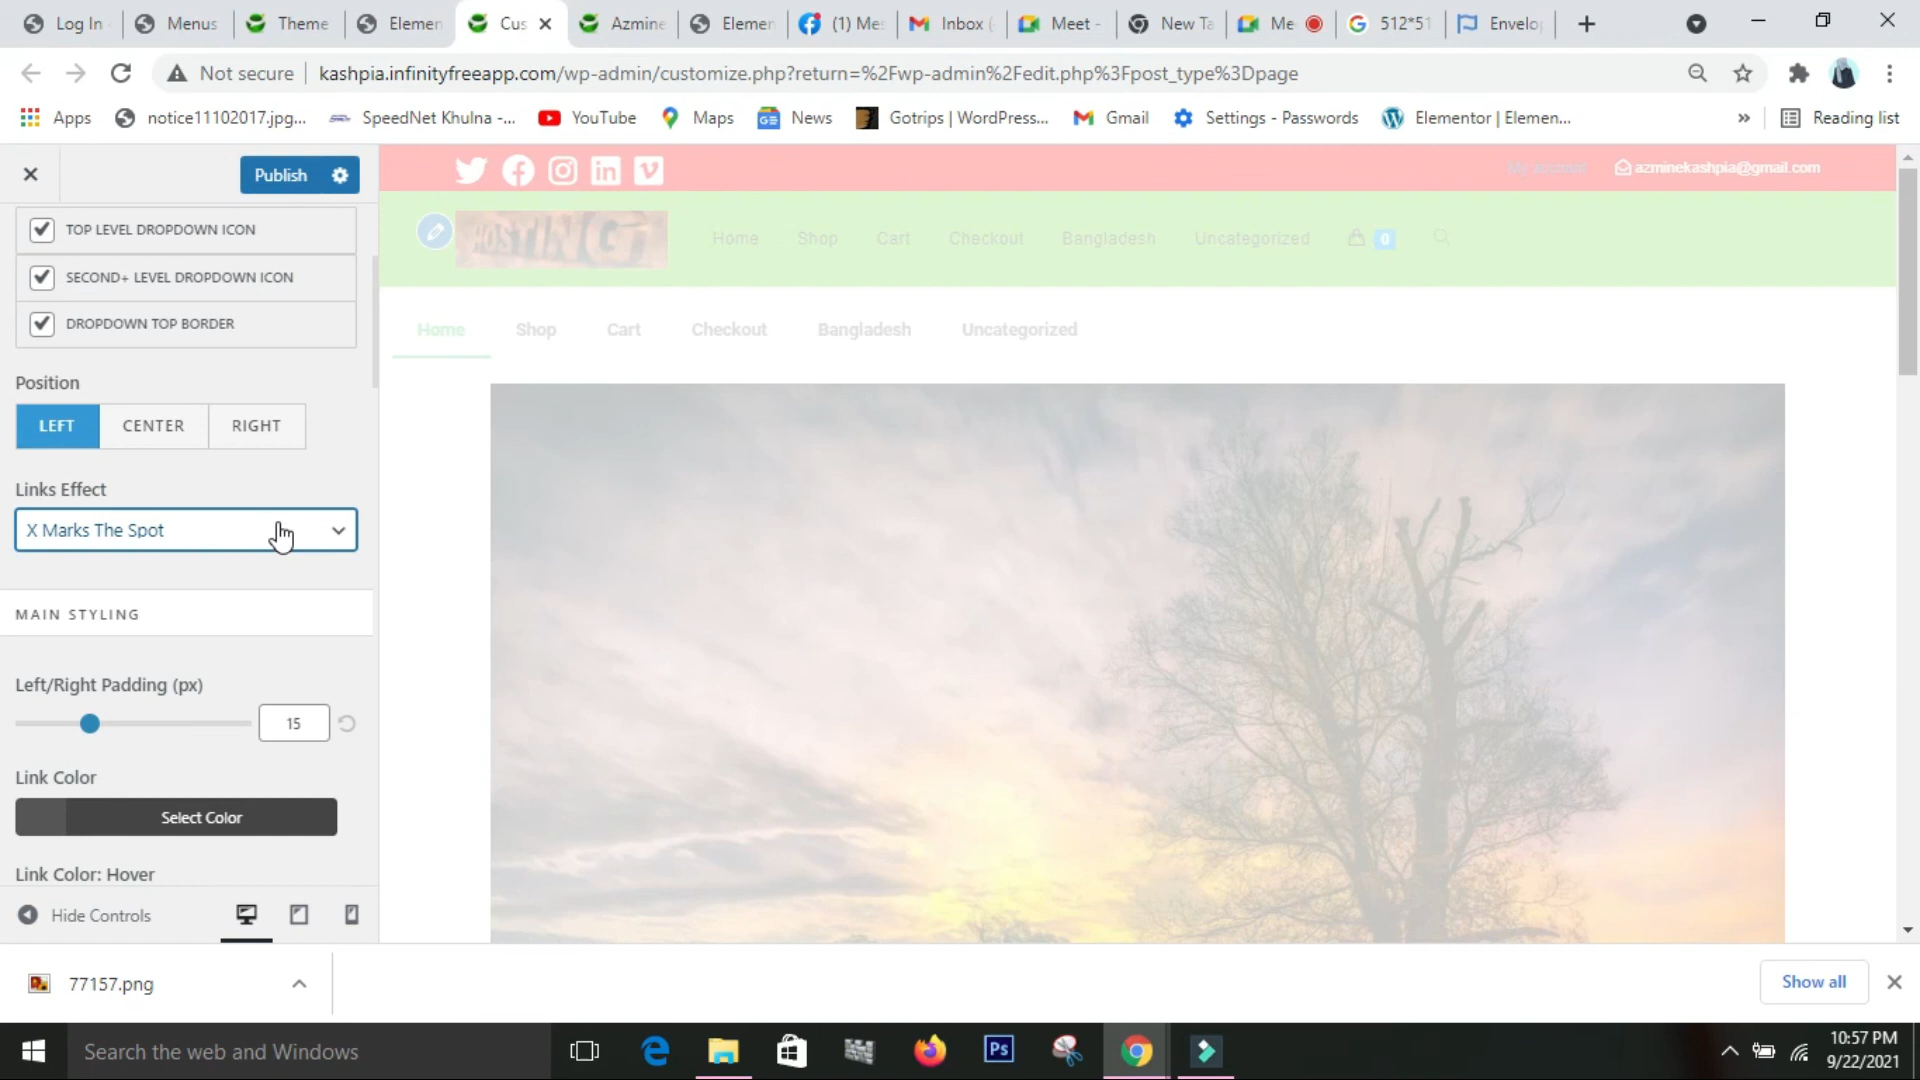 Log In
Menus
Theme
Elemen
Cus
Azmine
Elemen
(1) Me
Inbox (
Meet -
New Ta
Me
512*51
Envelo
Not secure
kashpia.infinityfreeapp.com/wp-admin/customize.php?return=%2Fwp-admin%2Fedit.php%3Fpost_type%3Dpage
Apps
notice11102017.jpg...
SpeedNet Khulna -...
YouTube
Maps
News
Gotrips | WordPress...
Gmail
Settings - Passwords
Elementor | Elemen...
»
Reading list
Publish
My account
azminekashpia@gmail.com
TOP LEVEL DROPDOWN ICON
SECOND+ LEVEL DROPDOWN ICON
DROPDOWN TOP BORDER
HOSTING
Home Shop Cart Checkout Bangladesh Uncategorized 0
Home Shop Cart Checkout Bangladesh Uncategorized
Position
LEFT CENTER RIGHT
Links Effect
X Marks The Spot
MAIN STYLING
Left/Right Padding (px)
15
Link Color
Select Color
Link Color: Hover
Hide Controls
77157.png
Show all
Search the web and Windows
Ps
10:57 PM
9/22/2021